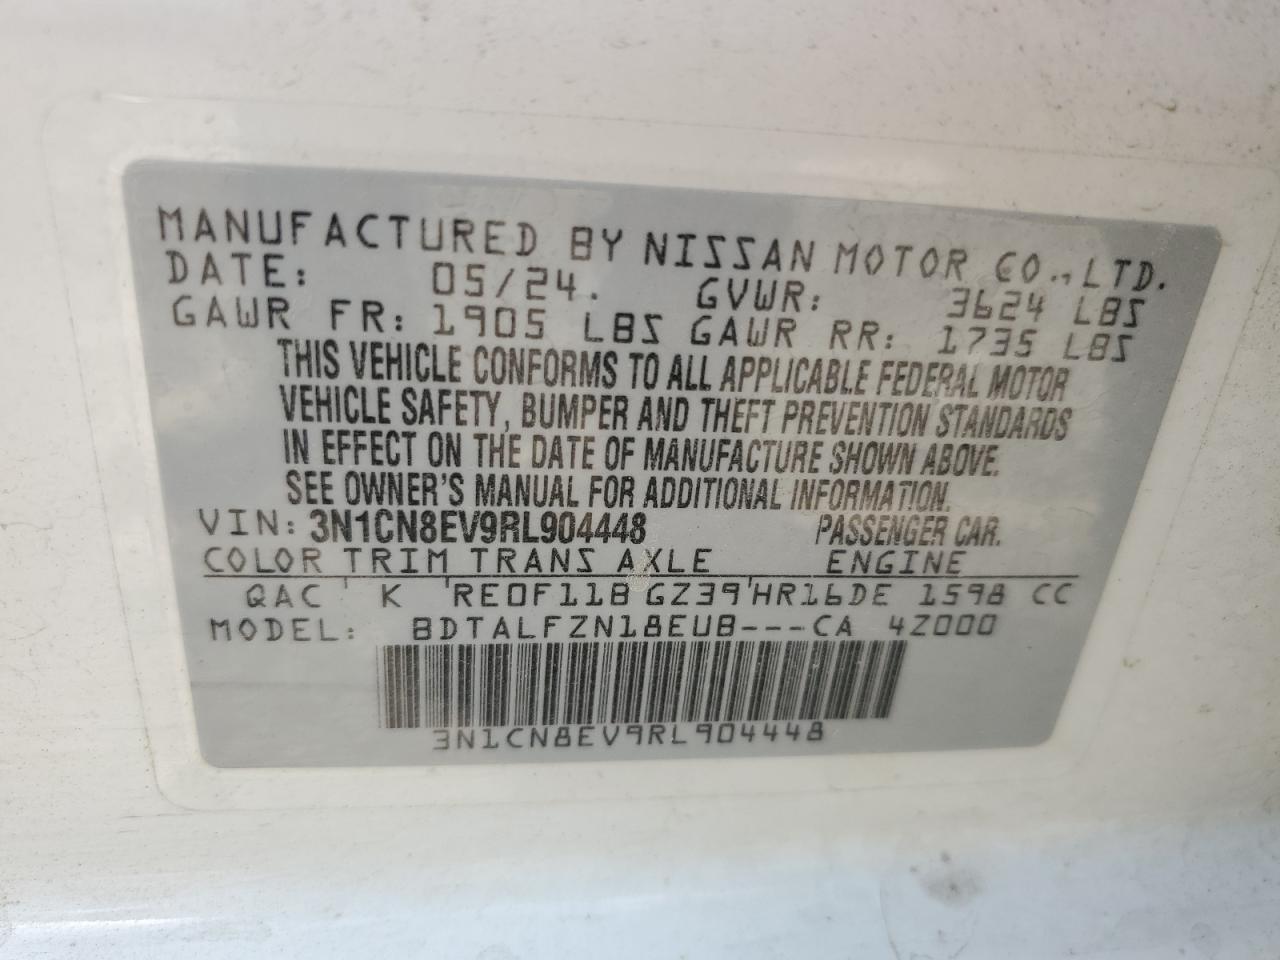 MANUFACTURED BY NISSAN MOTOR CO., LTD.
DATE: 05/24. GVWR: 3624 LBS
GAWR FR: 1905 LBS GAWR RR: 1735 LBS
THIS VEHICLE CONFORMS TO ALL APPLICABLE FEDERAL MOTOR
VEHICLE SAFETY, BUMPER AND THEFT PREVENTION STANDARDS
IN EFFECT ON THE DATE OF MANUFACTURE SHOWN ABOVE.
SEE OWNER'S MANUAL FOR ADDITIONAL INFORMATION.
VIN: 3N1CN8EV9RL904448 PASSENGER CAR.
COLOR TRIM TRANS AXLE ENGINE
QAC K RE0F11B GZ39 HR16DE 1598 CC
MODEL: BDTALFZN18EUB---CA 4Z000
3N1CN8EV9RL904448